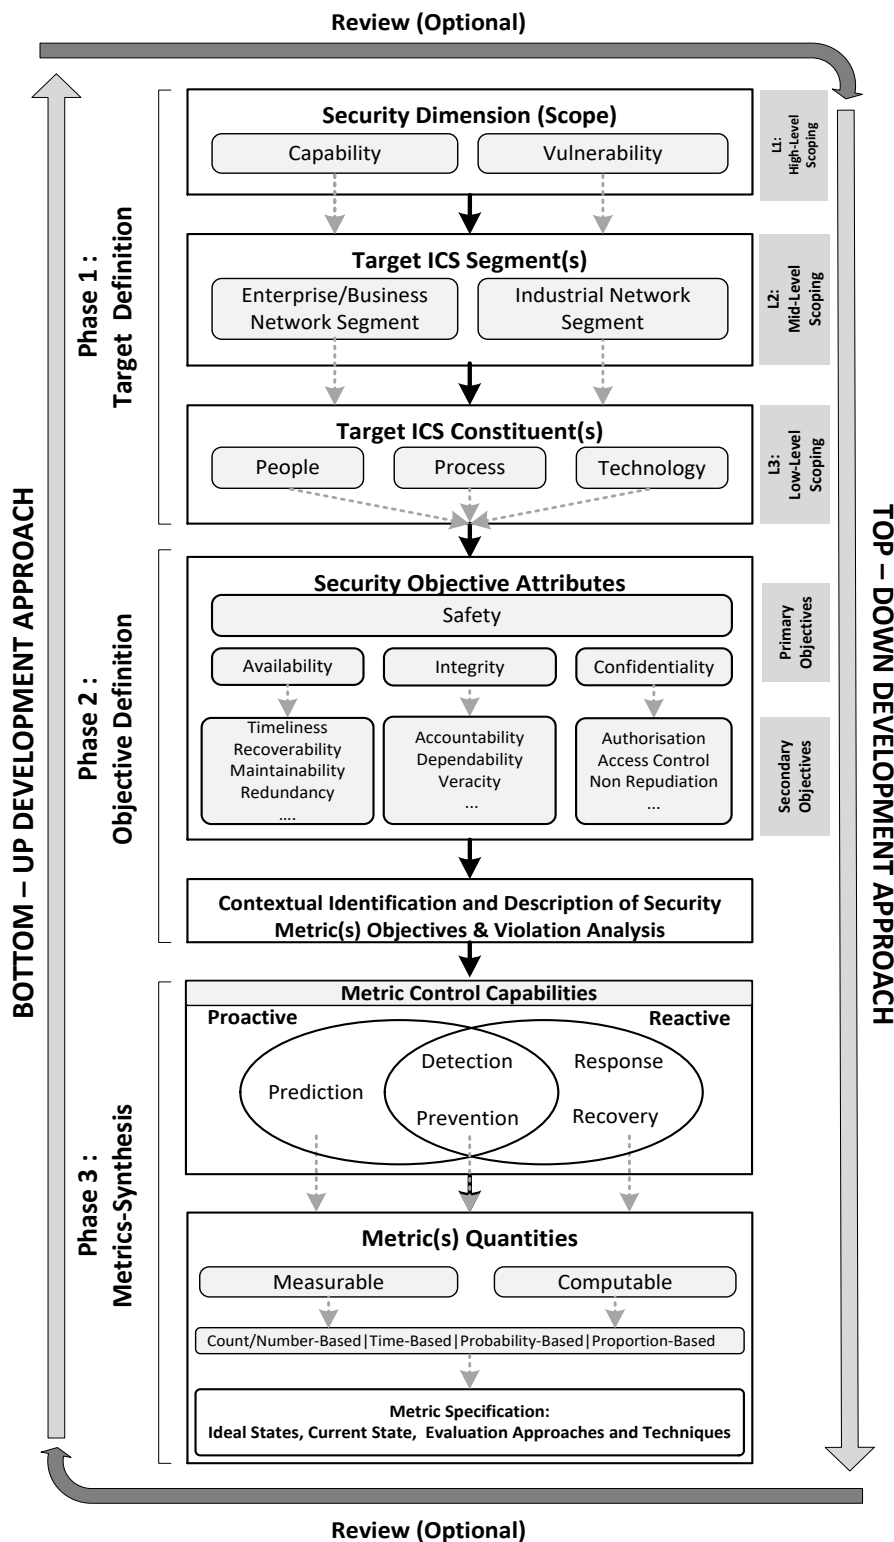 Review (Optional)
BOTTOM – UP DEVELOPMENT APPROACH
TOP – DOWN DEVELOPMENT APPROACH
Phase 1 :
Target Definition
Security Dimension (Scope)
Capability
Vulnerability
L1:
High-Level
Scoping
Target ICS Segment(s)
Enterprise/Business
Network Segment
Industrial Network
Segment
L2:
Mid-Level
Scoping
Target ICS Constituent(s)
People
Process
Technology
L3:
Low-Level
Scoping
Phase 2 :
Objective Definition
Security Objective Attributes
Safety
Availability
Integrity
Confidentiality
Primary
Objectives
Timeliness
Recoverability
Maintainability
Redundancy
....
Accountability
Dependability
Veracity
...
Authorisation
Access Control
Non Repudiation
...
Secondary
Objectives
Contextual Identification and Description of Security
Metric(s) Objectives & Violation Analysis
Phase 3 :
Metrics-Synthesis
Metric Control Capabilities
Proactive
Reactive
Prediction
Detection
Prevention
Response
Recovery
Metric(s) Quantities
Measurable
Computable
Count/Number-Based|Time-Based|Probability-Based|Proportion-Based
Metric Specification:
Ideal States, Current State, Evaluation Approaches and Techniques
Review (Optional)